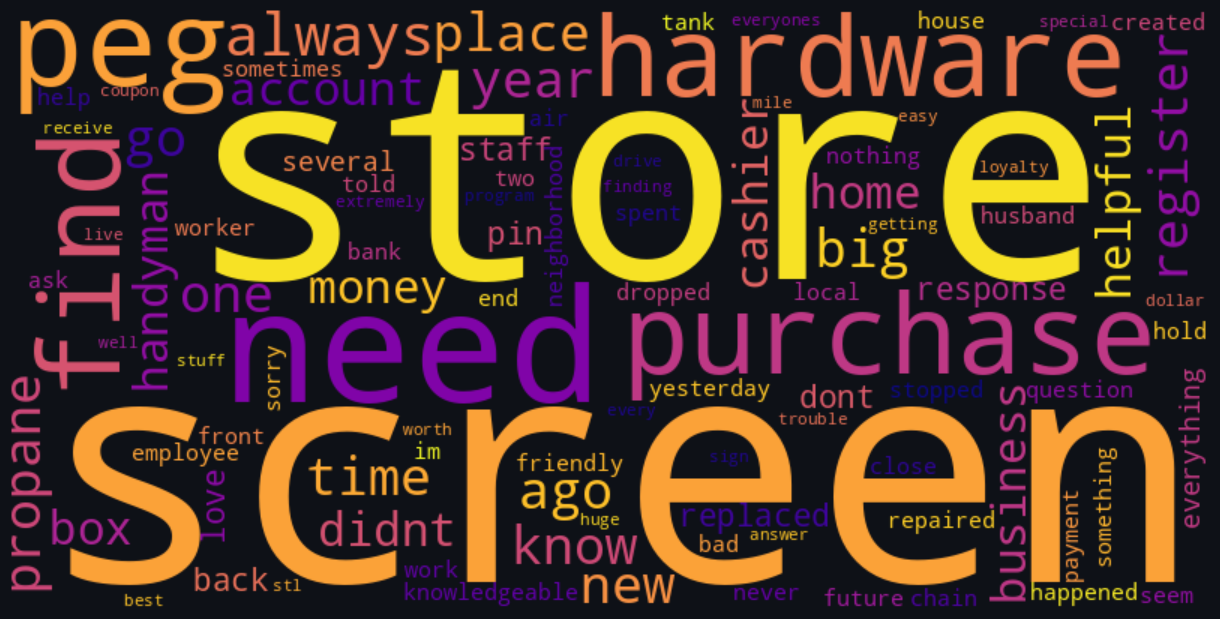 peg
always
place
hardware
tank
everyones
house
special
created
sometimes
coupon
help
account
year
register
store
mile
easy
receive
go
air
staff
cashier
helpful
nothing
several
told
extremely
two
program
drive
finding
spent
home
loyalty
husband
getting
big
find
handyman
worker
live
bank
pin
neighborhood
ask
one
money
end
dropped
local
response
dollar
need
purchase
hold
well
stuff
sorry
yesterday
dont
stopped
question
every
trouble
everything
business
propane
screen
front
employee
worth
im
love
time
friendly
ago
huge
sign
close
box
didnt
know
replaced
bad
answer
repaired
payment
something
back
stl
work
knowledgeable
new
never
future
chain
happened
seem
best